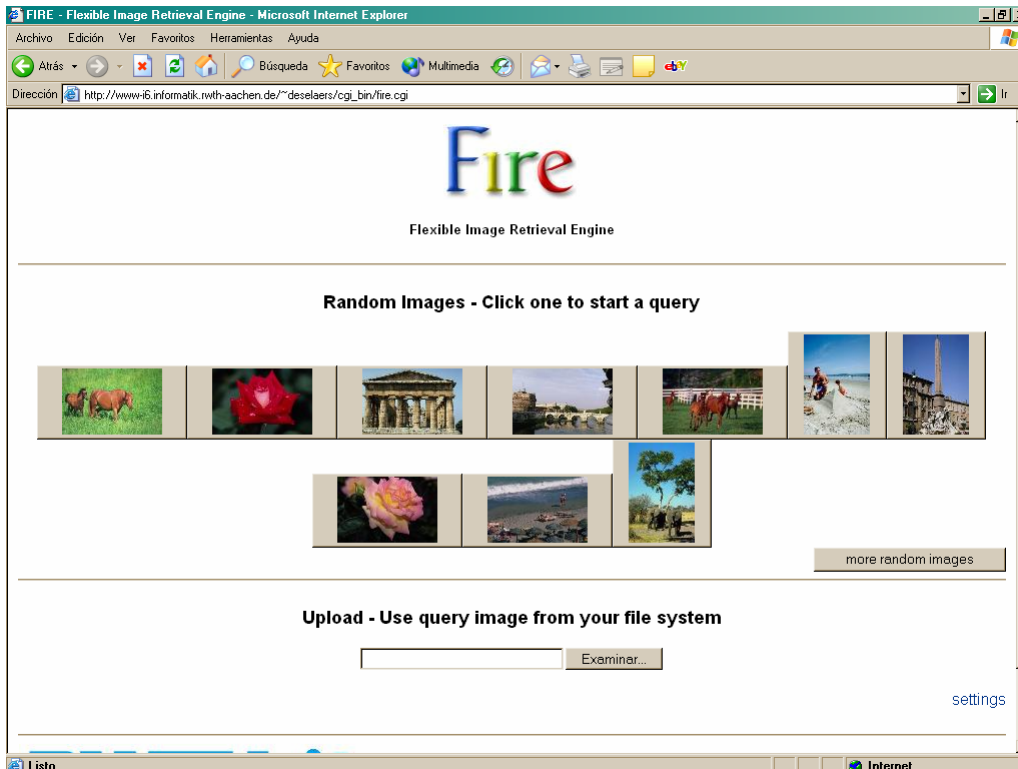 FIRE - Flexible Image Retrieval Engine - Microsoft Internet Explorer
Archivo Edición Ver Favoritos Herramientas Ayuda
Atrás Búsqueda Favoritos Multimedia ebY
Dirección http://www-i6.informatik.rwth-aachen.de/~deselaers/cgi_bin/fire.cgi Ir
Fire
Flexible Image Retrieval Engine
Random Images - Click one to start a query
more random images
Upload - Use query image from your file system
Examinar...
settings
Listo Internet